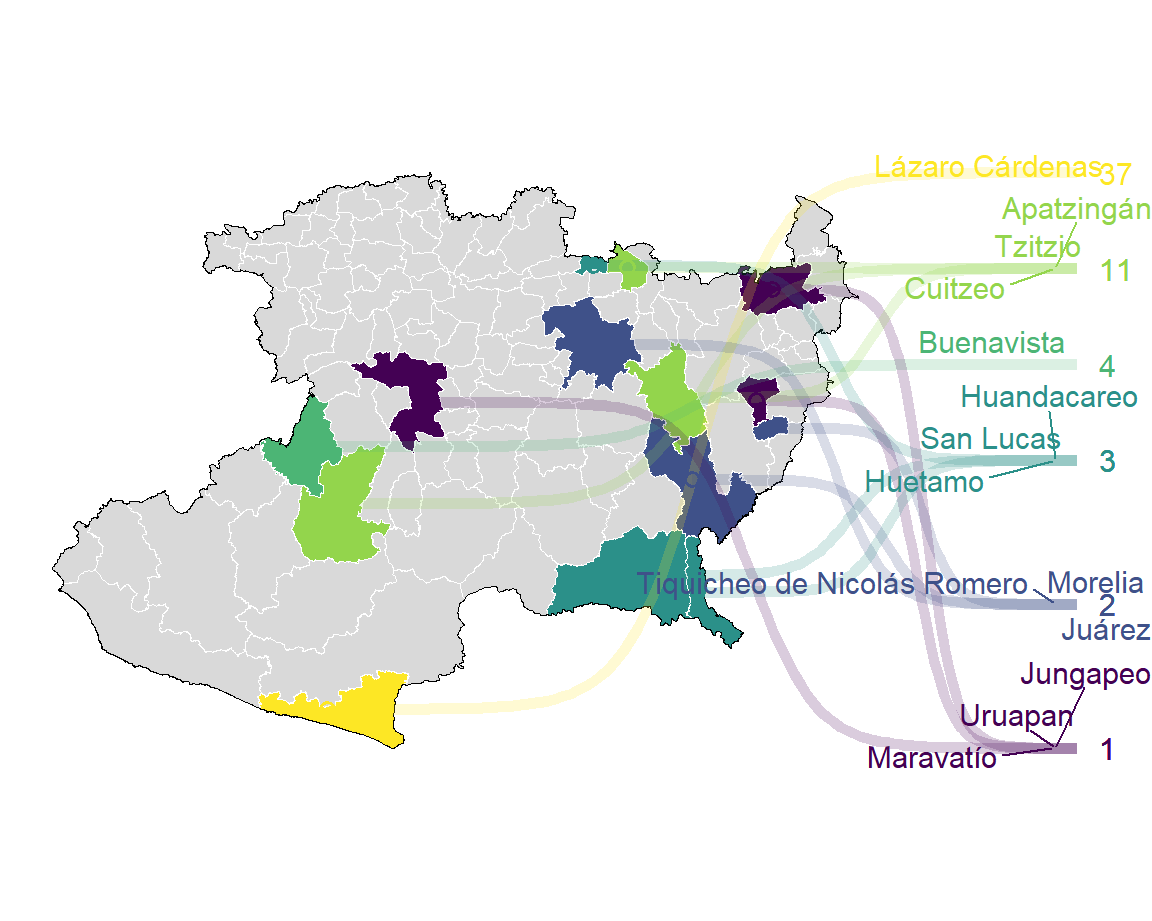 Lázaro Cárdenas
37
Apatzingán
Tzitzio
11
Cuitzeo
Buenavista
4
Huandacareo
San Lucas
3
Huetamo
Tiquicheo de Nicolás Romero
Morelia
2
Juárez
Jungapeo
Uruapan
1
Maravatío